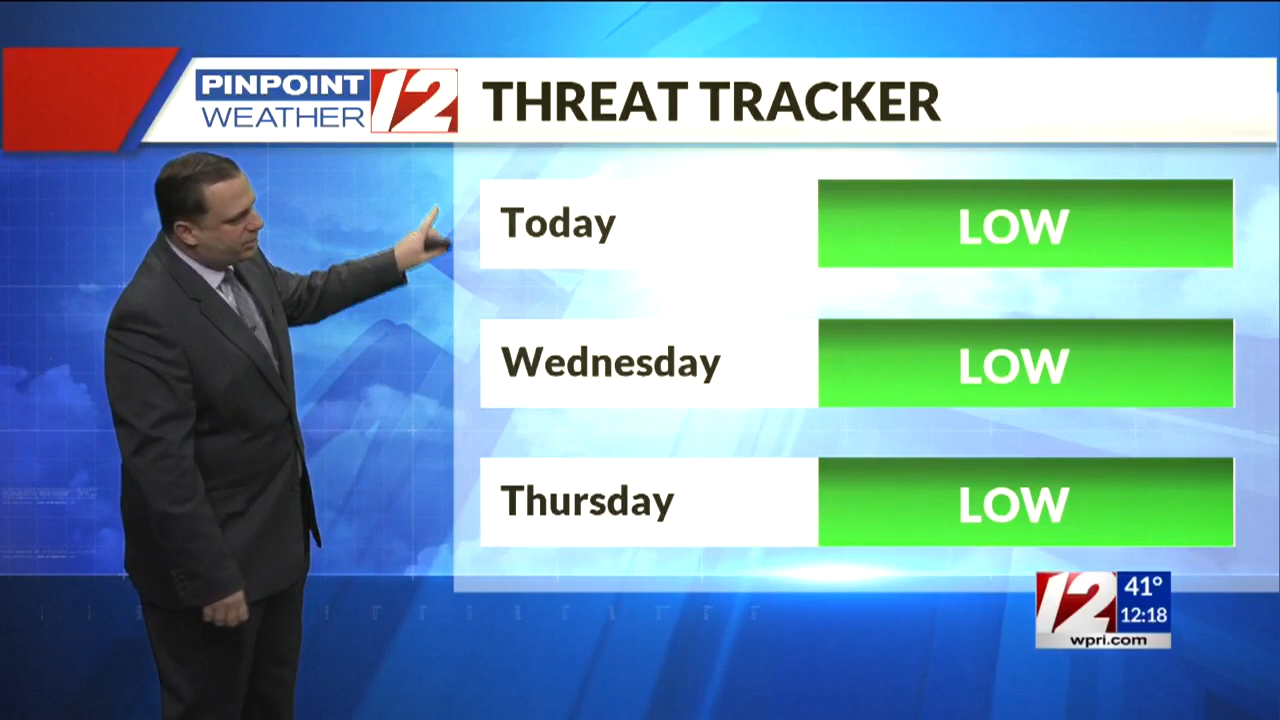 PINPOINT
WEATHER
12
THREAT TRACKER
Today
LOW
Wednesday
LOW
Thursday
LOW
12
41°
12:18
wpri.com